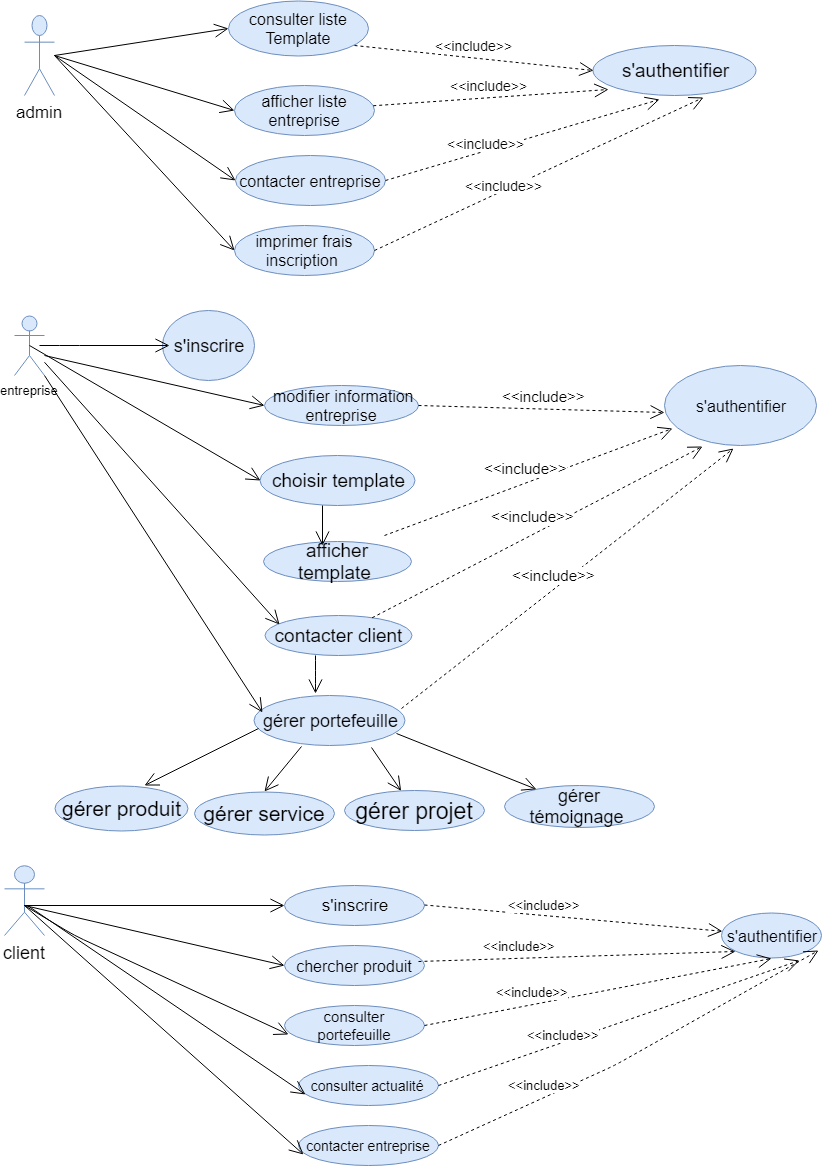 consulter liste
Template
<<include>>
s'authentifier
admin
afficher liste
entreprise
<<include>>
contacter entreprise
<<include>>
imprimer frais
inscription
<<include>>
s'inscrire
entreprise
modifier information
entreprise
<<include>>
s'authentifier
choisir template
<<include>>
afficher
template
<<include>>
<<include>>
contacter client
gérer portefeuille
gérer produit
gérer service
gérer projet
gérer
témoignage
client
s'inscrire
<<include>>
s'authentifier
chercher produit
<<include>>
consulter
portefeuille
<<include>>
consulter actualité
<<include>>
contacter entreprise
<<include>>